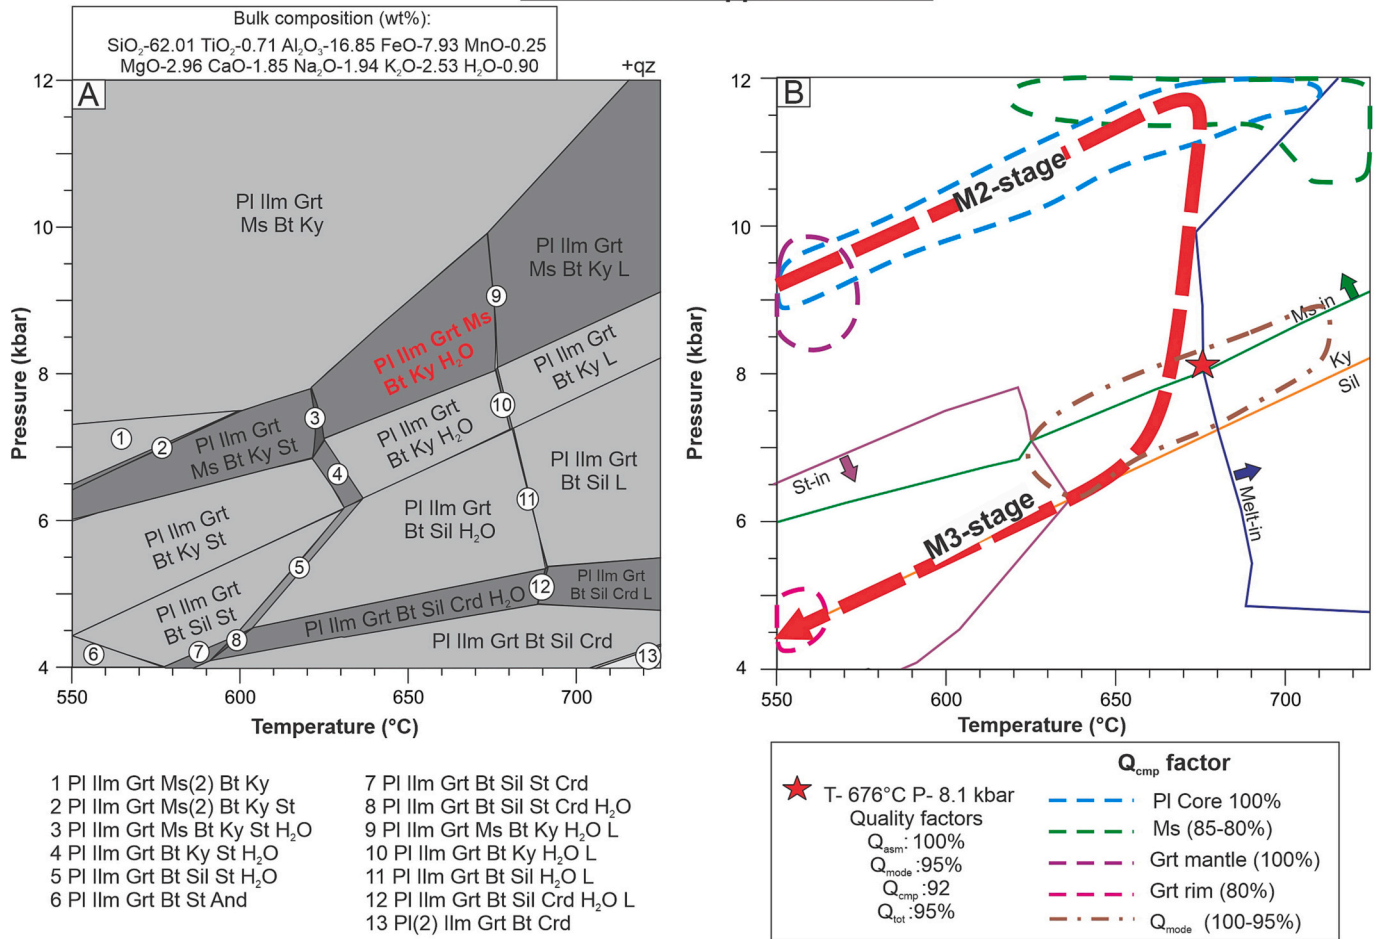 Bulk composition (wt%):
SiO₂-62.01 TiO₂-0.71 Al₂O₃-16.85 FeO-7.93 MnO-0.25
MgO-2.96 CaO-1.85 Na₂O-1.94 K₂O-2.53 H₂O-0.90
+qz
A
12
10
8
6
4
Pressure (kbar)
550
600
650
700
Temperature (°C)
Pl Ilm Grt
Ms Bt Ky
Pl Ilm Grt
Ms Bt Ky L
9
Pl Ilm Grt Ms
Bt Ky H₂O
Pl Ilm Grt
Bt Ky L
1
2
3
10
Pl Ilm Grt
Ms Bt Ky St
Pl Ilm Grt
Bt Ky H₂O
4
Pl Ilm Grt
Bt Sil L
11
Pl Ilm Grt
Bt Ky St
Pl Ilm Grt
Bt Sil H₂O
5
12
Pl Ilm Grt
Bt Sil Crd L
Pl Ilm Grt
Bt Sil St
Pl Ilm Grt Bt Sil Crd H₂O
6
7
8
Pl Ilm Grt Bt Sil Crd
13
B
12
10
8
6
4
Pressure (kbar)
550
600
650
700
Temperature (°C)
M2-stage
Ms-in
Ky
Sil
St-in
Melt-in
M3-stage
1 Pl Ilm Grt Ms(2) Bt Ky
2 Pl Ilm Grt Ms(2) Bt Ky St
3 Pl Ilm Grt Ms Bt Ky St H₂O
4 Pl Ilm Grt Bt Ky St H₂O
5 Pl Ilm Grt Bt Sil St H₂O
6 Pl Ilm Grt Bt St And
7 Pl Ilm Grt Bt Sil St Crd
8 Pl Ilm Grt Bt Sil St Crd H₂O
9 Pl Ilm Grt Ms Bt Ky H₂O L
10 Pl Ilm Grt Bt Ky H₂O L
11 Pl Ilm Grt Bt Sil H₂O L
12 Pl Ilm Grt Bt Sil Crd H₂O L
13 Pl(2) Ilm Grt Bt Crd
T- 676°C P- 8.1 kbar
Quality factors
Qasm: 100%
Qmode :95%
Qcmp :92
Qtot :95%
Qcmp factor
Pl Core 100%
Ms (85-80%)
Grt mantle (100%)
Grt rim (80%)
Qmode (100-95%)